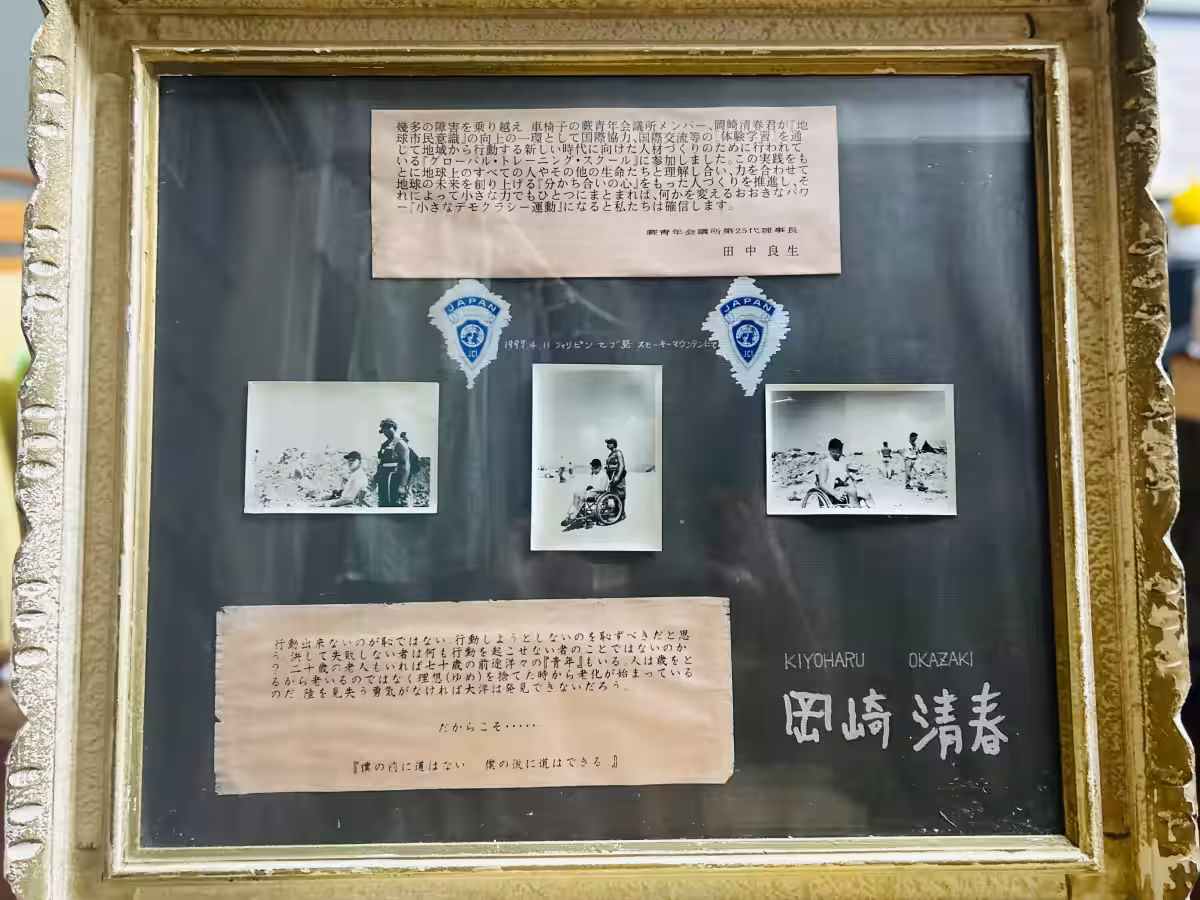 幾多の障害を乗り越え 車椅子の蕨青年会議所メンバー、岡崎清春君が『地
球市民意識』の向上の一環として国際協力、国際交流等の『体験学習』を通
して地域から行動する新しい時代に向けた人材づくりのために行われて
いる『グローバル・トレーニング・スクール』に参加しました。この実践をも
とに地球上のすべての人やその他の生命たちと理解し合い、力を合わせて
地球の未来を創り上げる『分かち合いの心』をもった人づくりを推進し、そ
れによって小さな力でもひとつにまとまれば、何かを変えるおおきなパワ
ー『小さなデモクラシー運動』になると私たちは確信します。
蕨青年会議所第25代理事長
田中良生
JAPAN
JCI
JAPAN
JCI
フィリピン セブ島 スモーキーマウンテンにて
行動出来ないのが恥ではない 行動しようとしないのを恥ずべきだと思
う。決して失敗しない者は何も行動を起こせない者のことではないのか
? 二十歳の老人もいれば七十歳の前途洋々の『青年』もいる。人は歳をと
るから老いるのではなく理想(ゆめ)を捨てた時から老化が始まっている
のだ 陸を見失う勇気がなければ大洋は発見できないだろう。
だからこそ・・・・・
『僕の前に道はない 僕の後に道はできる。』
KIYOHARU OKAZAKI
岡崎 清春